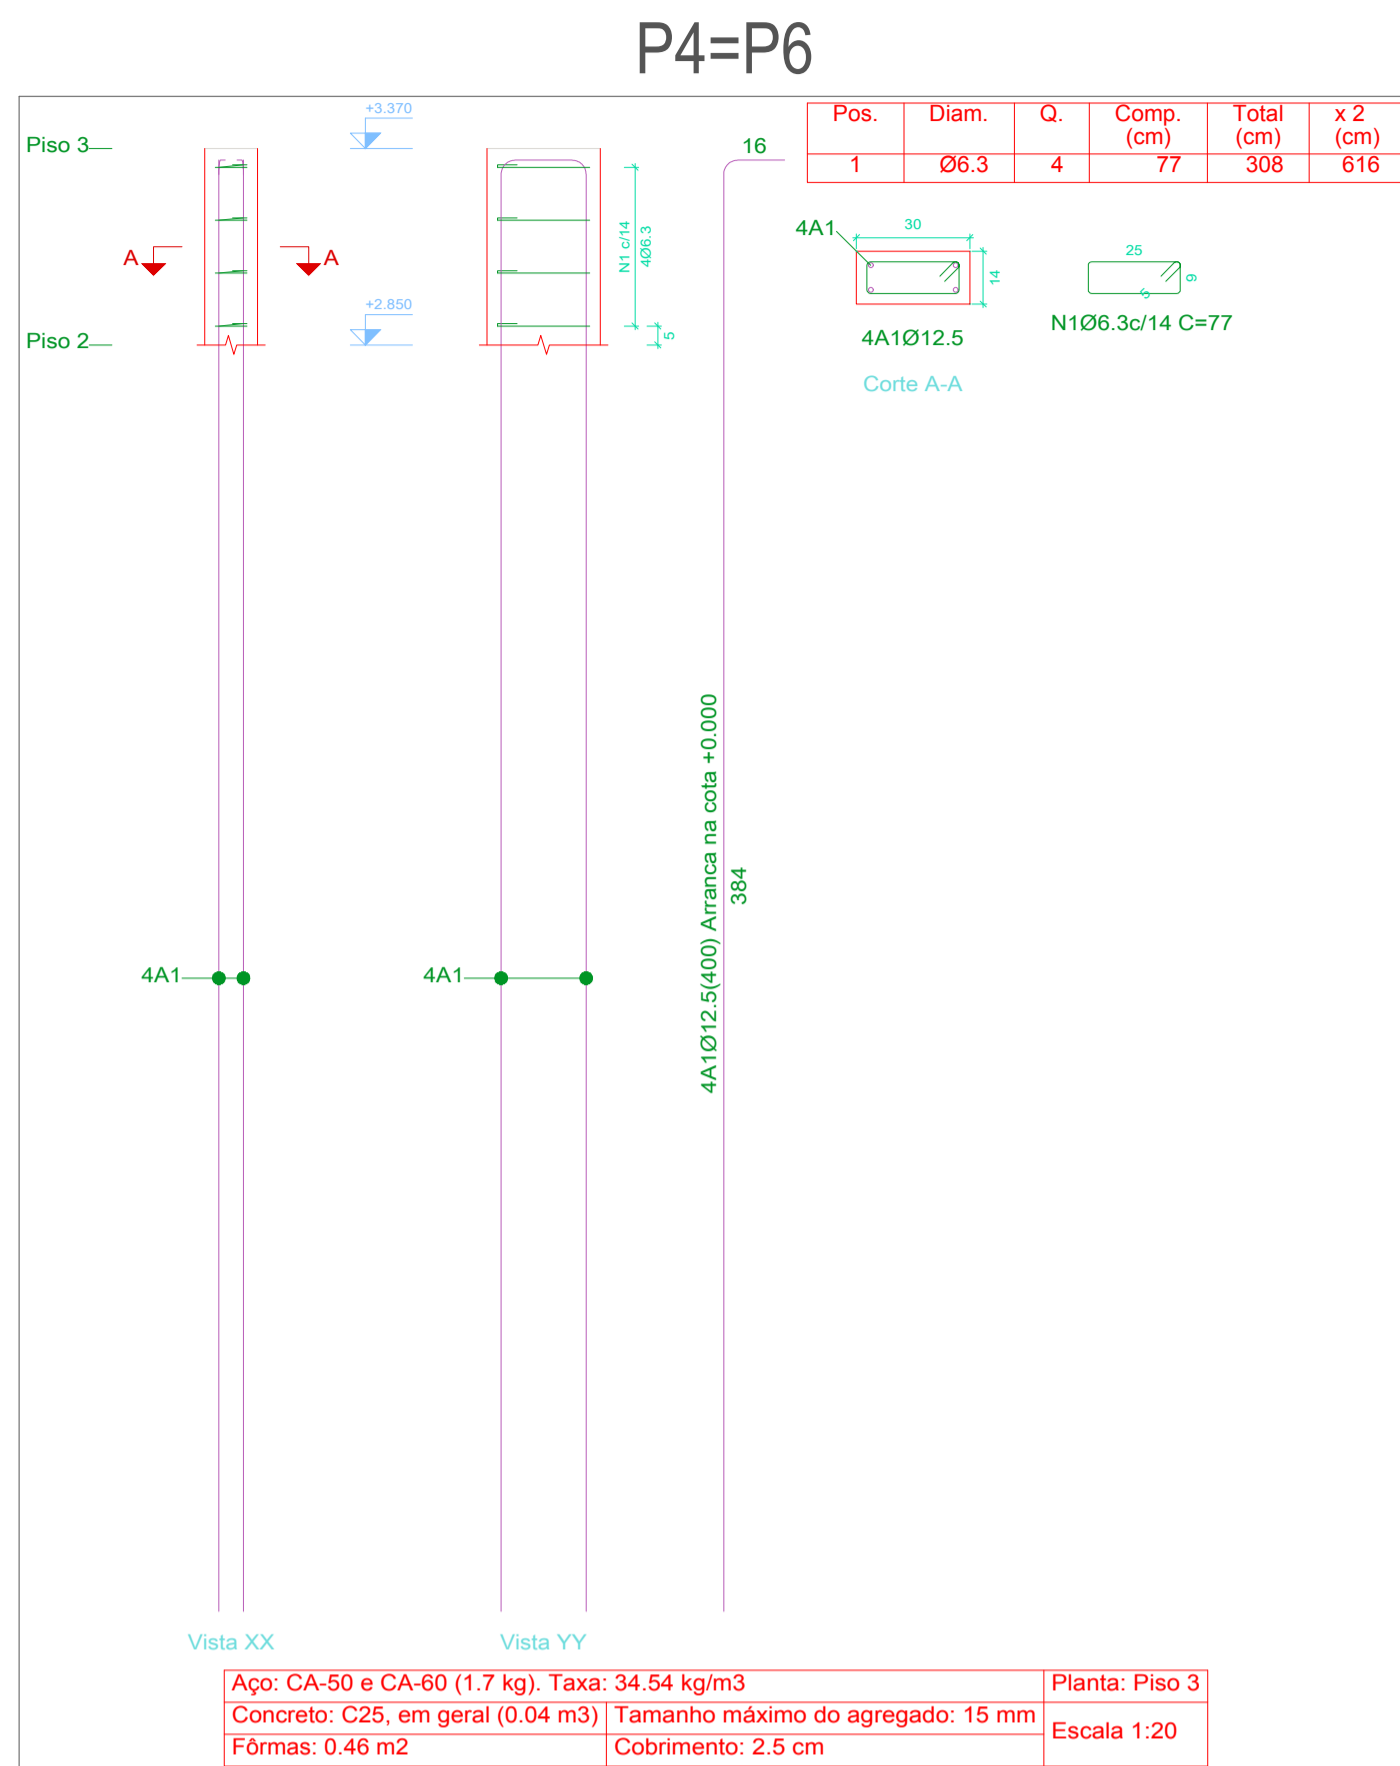 P4=P6
Pos. Diam. Q. Comp. (cm) Total (cm) x 2 (cm)
1 Ø6.3 4 77 308 616
+3.370
Piso 3
16
4A1
30
14
25
9
5
A A
N1 c/14
4Ø6.3
+2.850
Piso 2
5
4A1Ø12.5
N1Ø6.3c/14 C=77
Corte A-A
4A1Ø12.5(400) Arranca na cota +0.000
384
4A1
4A1
Vista XX
Vista YY
Aço: CA-50 e CA-60 (1.7 kg). Taxa: 34.54 kg/m3
Planta: Piso 3
Concreto: C25, em geral (0.04 m3)
Tamanho máximo do agregado: 15 mm
Escala 1:20
Fôrmas: 0.46 m2
Cobrimento: 2.5 cm